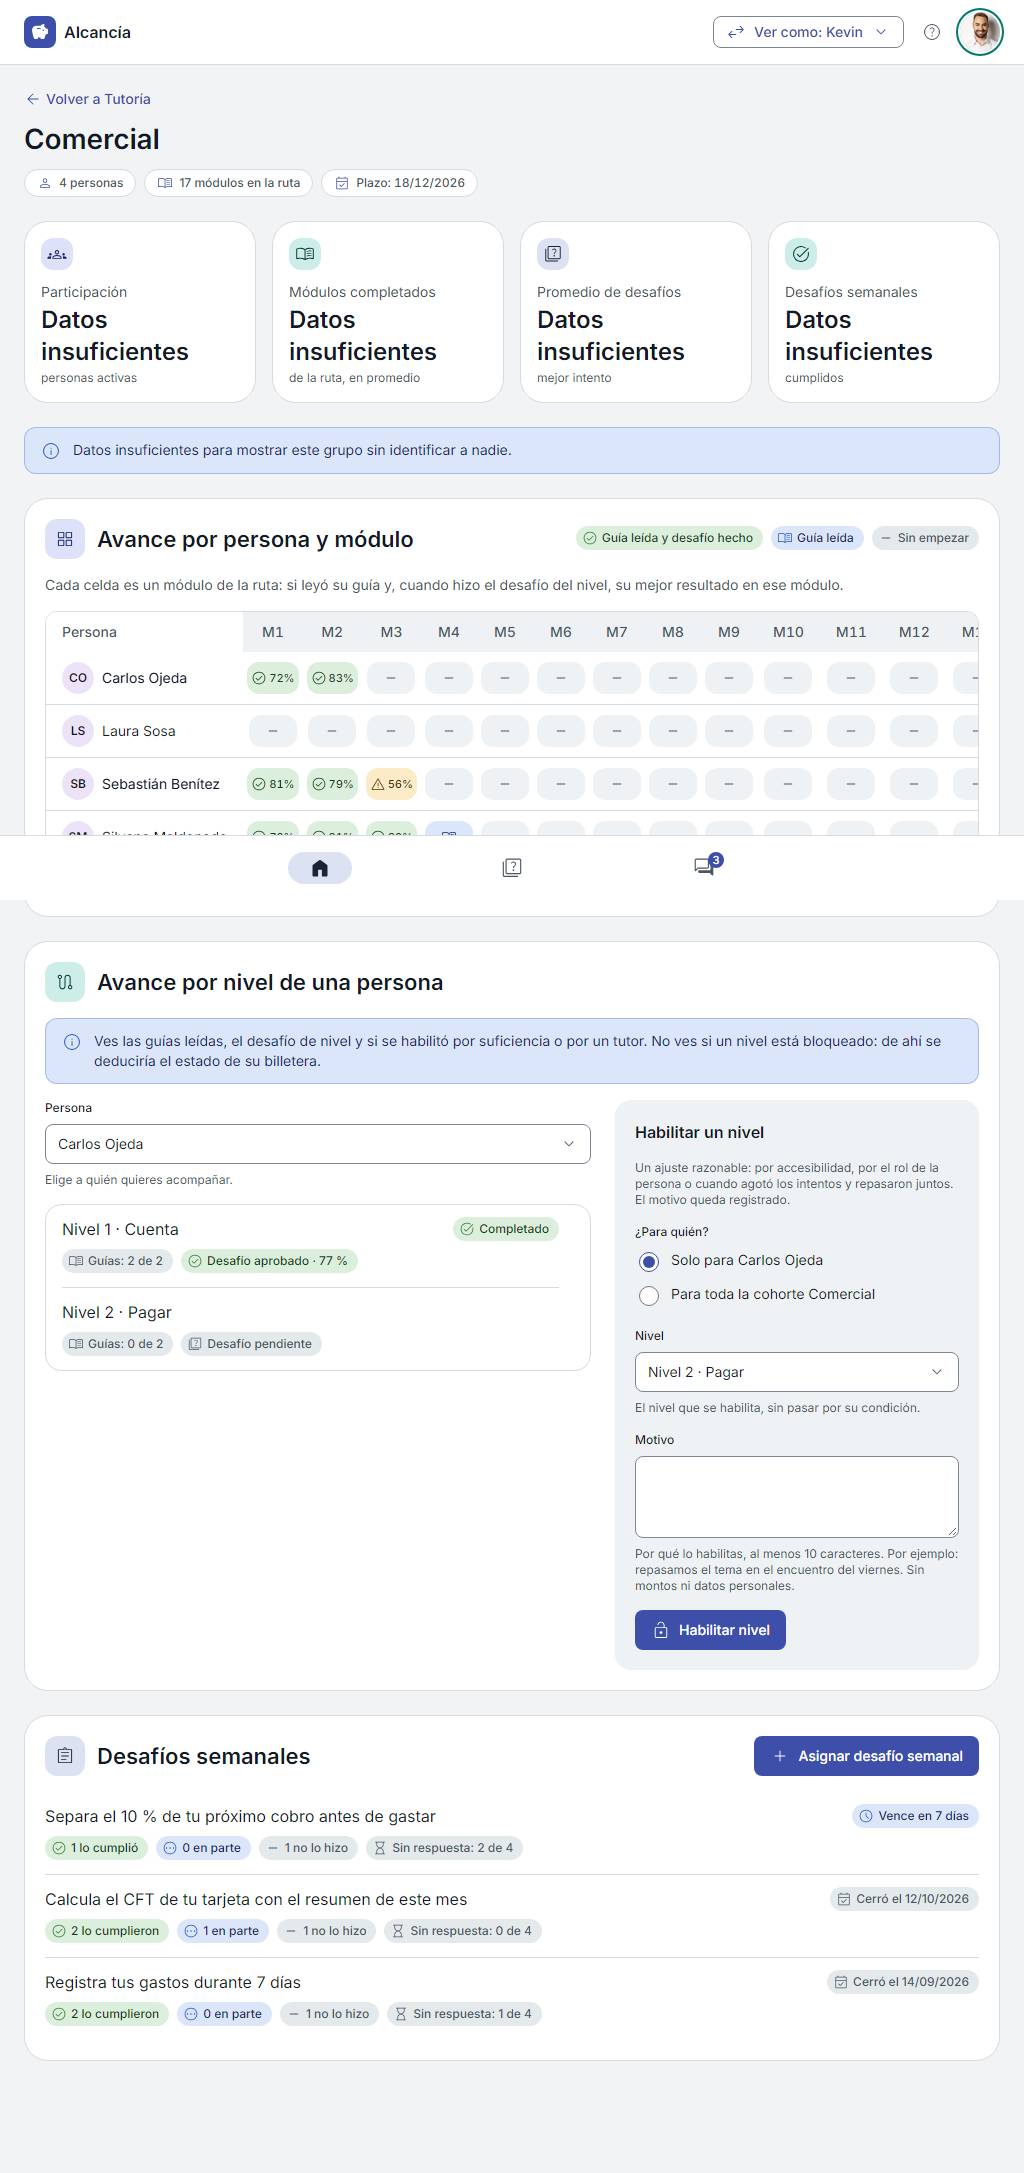 Alcancía
Ver como: Kevin
Volver a Tutoría
Comercial
4 personas
17 módulos en la ruta
Plazo: 18/12/2026
Participación
Datos
insuficientes
personas activas
Módulos completados
Datos
insuficientes
de la ruta, en promedio
Promedio de desafíos
Datos
insuficientes
mejor intento
Desafíos semanales
Datos
insuficientes
cumplidos
Datos insuficientes para mostrar este grupo sin identificar a nadie.
Avance por persona y módulo
Guía leída y desafío hecho
Guía leída
— Sin empezar
Cada celda es un módulo de la ruta: si leyó su guía y, cuando hizo el desafío del nivel, su mejor resultado en ese módulo.
Persona M1 M2 M3 M4 M5 M6 M7 M8 M9 M10 M11 M12
CO Carlos Ojeda 72% 83% — — — — — — — — — — —
LS Laura Sosa — — — — — — — — — — — — —
SB Sebastián Benítez 81% 79% 56% — — — — — — — — — —
3
Avance por nivel de una persona
Ves las guías leídas, el desafío de nivel y si se habilitó por suficiencia o por un tutor. No ves si un nivel está bloqueado: de ahí se
deduciría el estado de su billetera.
Persona
Carlos Ojeda
Elige a quién quieres acompañar.
Nivel 1 · Cuenta
Completado
Guías: 2 de 2
Desafío aprobado · 77 %
Nivel 2 · Pagar
Guías: 0 de 2
Desafío pendiente
Habilitar un nivel
Un ajuste razonable: por accesibilidad, por el rol de la
persona o cuando agotó los intentos y repasaron juntos.
El motivo queda registrado.
¿Para quién?
Solo para Carlos Ojeda
Para toda la cohorte Comercial
Nivel
Nivel 2 · Pagar
El nivel que se habilita, sin pasar por su condición.
Motivo
Por qué lo habilitas, al menos 10 caracteres. Por ejemplo:
repasamos el tema en el encuentro del viernes. Sin
montos ni datos personales.
Habilitar nivel
Desafíos semanales
Asignar desafío semanal
Separa el 10 % de tu próximo cobro antes de gastar
Vence en 7 días
1 lo cumplió
0 en parte
— 1 no lo hizo
Sin respuesta: 2 de 4
Calcula el CFT de tu tarjeta con el resumen de este mes
Cerró el 12/10/2026
2 lo cumplieron
1 en parte
— 1 no lo hizo
Sin respuesta: 0 de 4
Registra tus gastos durante 7 días
Cerró el 14/09/2026
2 lo cumplieron
0 en parte
— 1 no lo hizo
Sin respuesta: 1 de 4